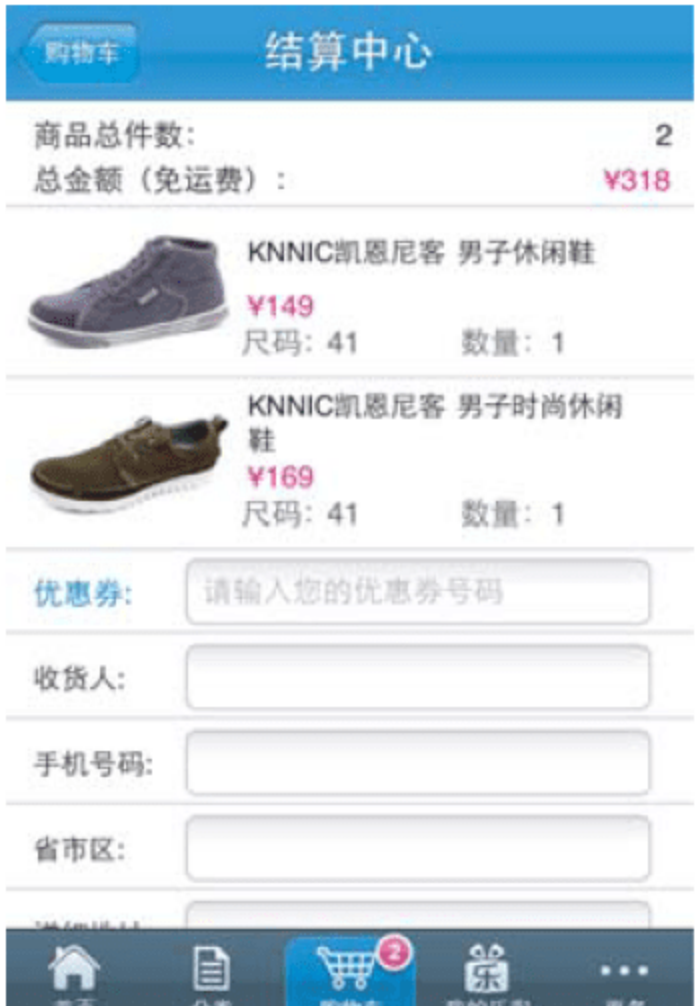 购物车
结算中心
商品总件数: 2
总金额（免运费）: ¥318
KNNIC凯恩尼客 男子休闲鞋
¥149
尺码: 41 数量: 1
KNNIC凯恩尼客 男子时尚休闲
鞋
¥169
尺码: 41 数量: 1
优惠券: 请输入您的优惠券号码
收货人:
手机号码:
省市区:
2
乐